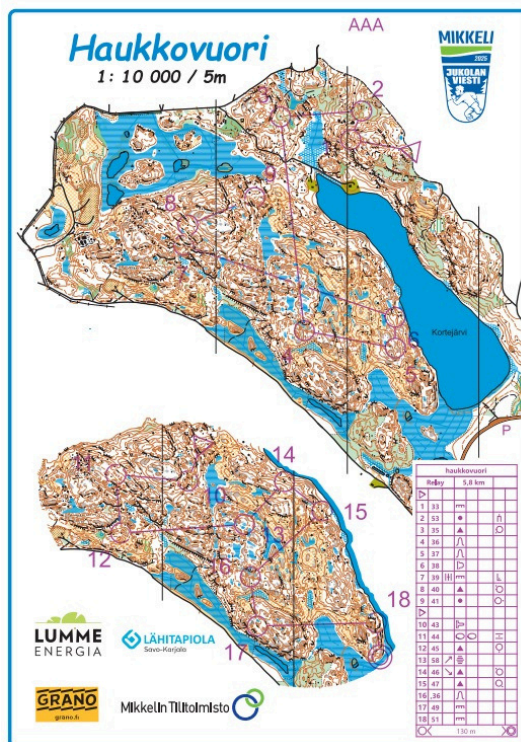 AAA
Haukkovuori
1: 10 000 / 5m
MIKKELI
2025
JUKOLAN
VIESTI
2
3
9
8
7
4
6
5
Kortejärvi
P
14
10
15
12
16
17
18
haukkovuori
Relay 5,8 km
1 33
2 53
3 35
4 36
5 37
6 38
7 39
8 40
9 41
10 43
11 44
12 45
13 58
14 46
15 47
16 ,36
17 49
18 51
130 m
LUMME
ENERGIA
LÄHITAPIOLA
Savo-Karjala
GRANO
grano.fi
Mikkelin Tilitoimisto